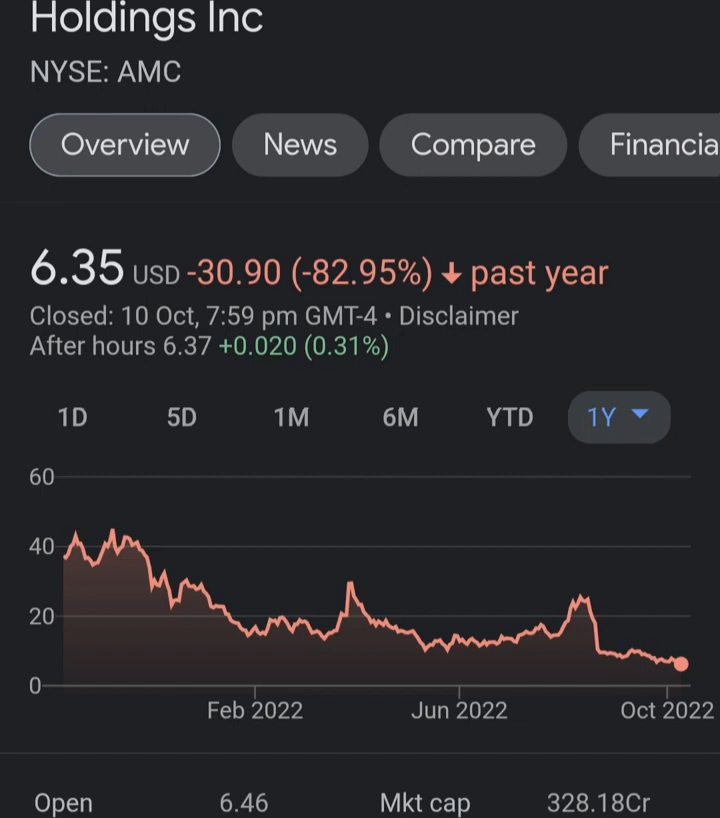 Holdings Inc
NYSE: AMC
Overview News Compare Financia
6.35 USD -30.90 (-82.95%) ↓ past year
Closed: 10 Oct, 7:59 pm GMT-4 • Disclaimer
After hours 6.37 +0.020 (0.31%)
1D 5D 1M 6M YTD 1Y
60
40
20
0
Feb 2022 Jun 2022 Oct 2022
Open 6.46 Mkt cap 328.18Cr